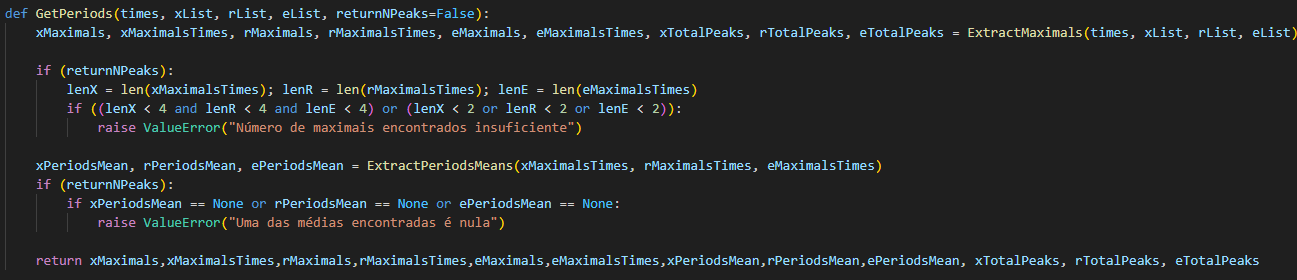 def GetPeriods(times, xList, rList, eList, returnNPeaks=False):
    xMaximals, xMaximalsTimes, rMaximals, rMaximalsTimes, eMaximals, eMaximalsTimes, xTotalPeaks, rTotalPeaks, eTotalPeaks = ExtractMaximals(times, xList, rList, eList)
    if (returnNPeaks):
        lenX = len(xMaximalsTimes); lenR = len(rMaximalsTimes); lenE = len(eMaximalsTimes)
        if ((lenX < 4 and lenR < 4 and lenE < 4) or (lenX < 2 or lenR < 2 or lenE < 2)):
            raise ValueError("Número de maximais encontrados insuficiente")
    xPeriodsMean, rPeriodsMean, ePeriodsMean = ExtractPeriodsMeans(xMaximalsTimes, rMaximalsTimes, eMaximalsTimes)
    if (returnNPeaks):
        if xPeriodsMean == None or rPeriodsMean == None or ePeriodsMean == None:
            raise ValueError("Uma das médias encontradas é nula")
    return xMaximals,xMaximalsTimes,rMaximals,rMaximalsTimes,eMaximals,eMaximalsTimes,xPeriodsMean,rPeriodsMean,ePeriodsMean, xTotalPeaks, rTotalPeaks, eTotalPeaks